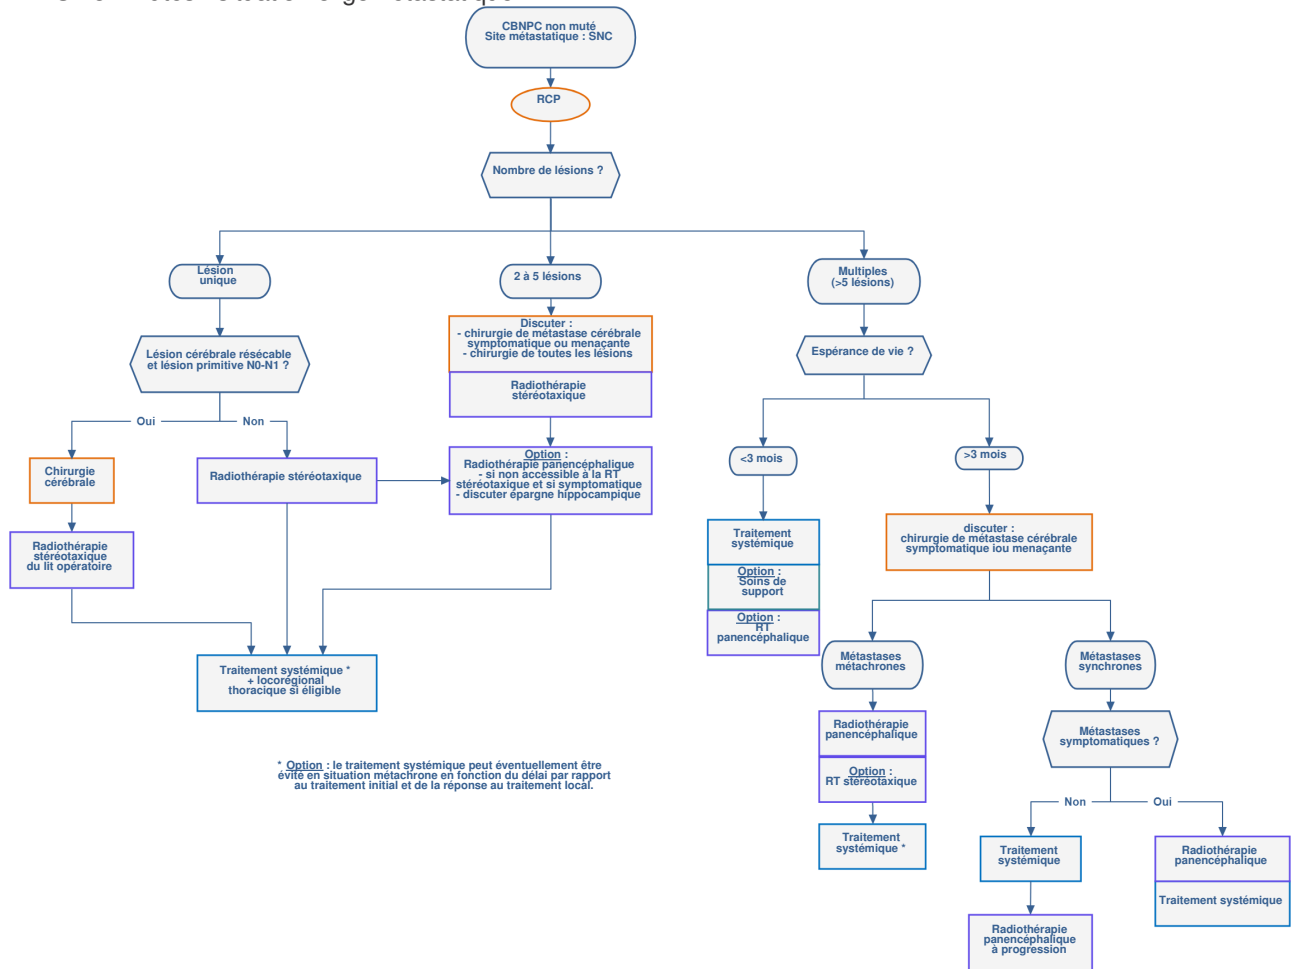 CBNPC non muté
Site métastatique : SNC
RCP
Nombre de lésions ?
Lésion
unique
2 à 5 lésions
Multiples
(>5 lésions)
Lésion cérébrale résécable
et lésion primitive N0-N1 ?
Discuter :
- chirurgie de métastase cérébrale
symptomatique ou menaçante
- chirurgie de toutes les lésions
Radiothérapie
stéréotaxique
Espérance de vie ?
Oui
Non
Chirurgie
cérébrale
Radiothérapie stéréotaxique
Option :
Radiothérapie panencéphalique
- si non accessible à la RT
stéréotaxique et si symptomatique
- discuter épargne hippocampique
<3 mois
>3 mois
Radiothérapie
stéréotaxique
du lit opératoire
Traitement
systémique
Option :
Soins de
support
Option :
RT
panencéphalique
discuter :
chirurgie de métastase cérébrale
symptomatique iou menaçante
Traitement systémique *
+ locorégional
thoracique si éligible
Métastases
métachrones
Métastases
synchrones
Radiothérapie
panencéphalique
Option :
RT stéréotaxique
Traitement
systémique *
Métastases
symptomatiques ?
Non
Oui
Traitement
systémique
Radiothérapie
panencéphalique
à progression
Radiothérapie
panencéphalique
Traitement systémique
* Option : le traitement systémique peut éventuellement être
évité en situation métachrone en fonction du délai par rapport
au traitement initial et de la réponse au traitement local.